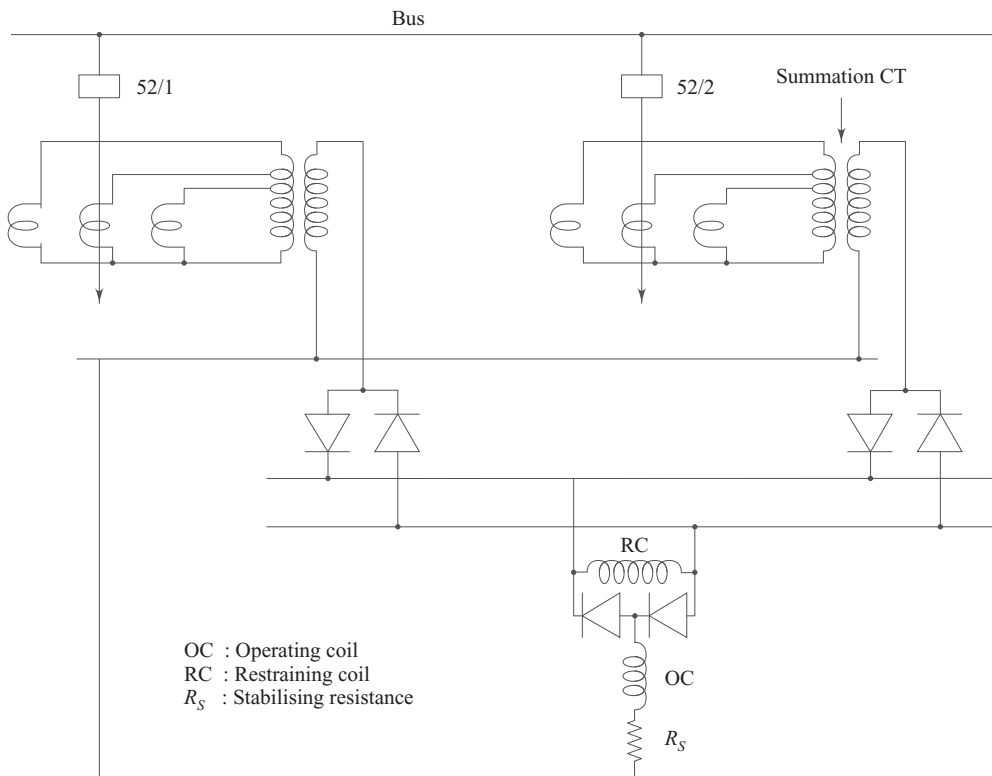 Bus
52/1
52/2
Summation CT
RC
OC : Operating coil
RC : Restraining coil
R_S : Stabilising resistance
OC
R_S